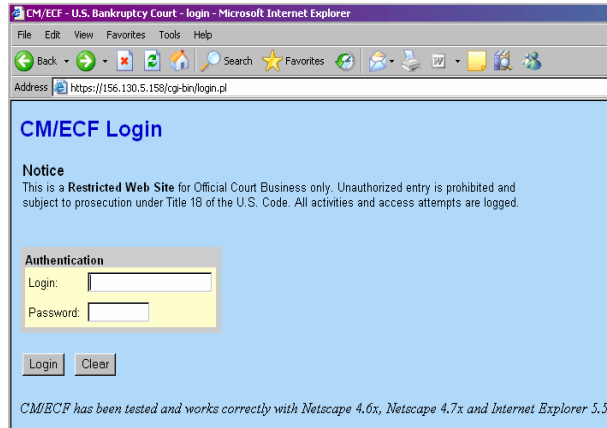 CM/ECF - U.S. Bankruptcy Court - login - Microsoft Internet Explorer
File Edit View Favorites Tools Help
Back Search Favorites
Address https://156.130.5.158/cgi-bin/login.pl
CM/ECF Login
Notice
This is a Restricted Web Site for Official Court Business only. Unauthorized entry is prohibited and
subject to prosecution under Title 18 of the U.S. Code. All activities and access attempts are logged.
Authentication
Login:
Password:
Login Clear
CM/ECF has been tested and works correctly with Netscape 4.6x, Netscape 4.7x and Internet Explorer 5.5